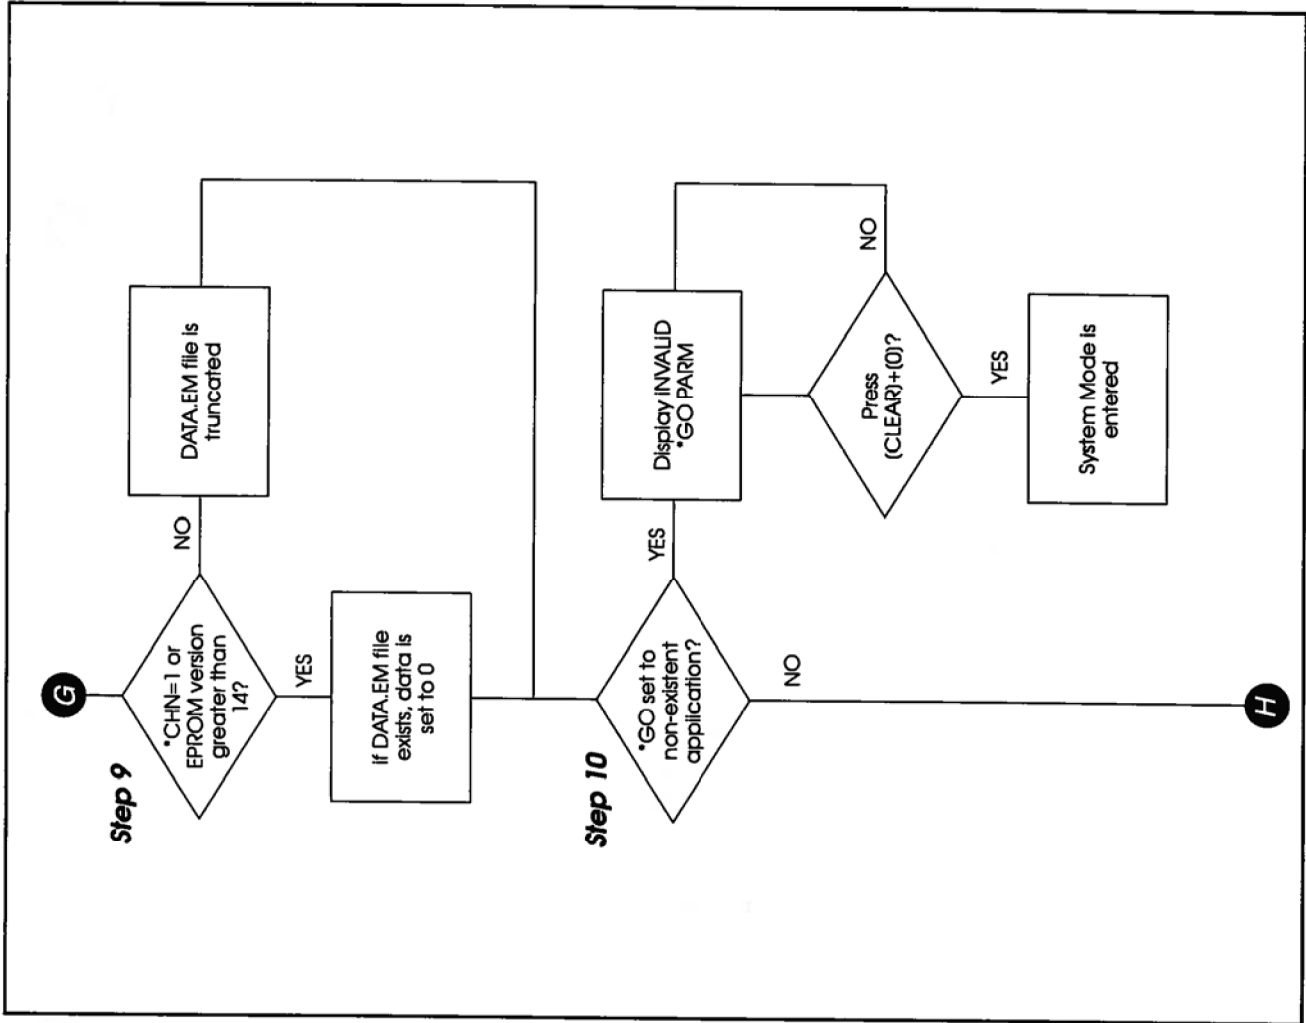 G
Step 9
*CHN=1 or
EPROM version
greater than
14?
NO
DATA.EM file is
truncated
YES
if DATA.EM file
exists, data is
set to 0
Step 10
*GO set to
non-existent
application?
YES
Display INVALID
*GO PARM
NO
Press
(CLEAR)+(0)?
NO
YES
System Mode is
entered
H